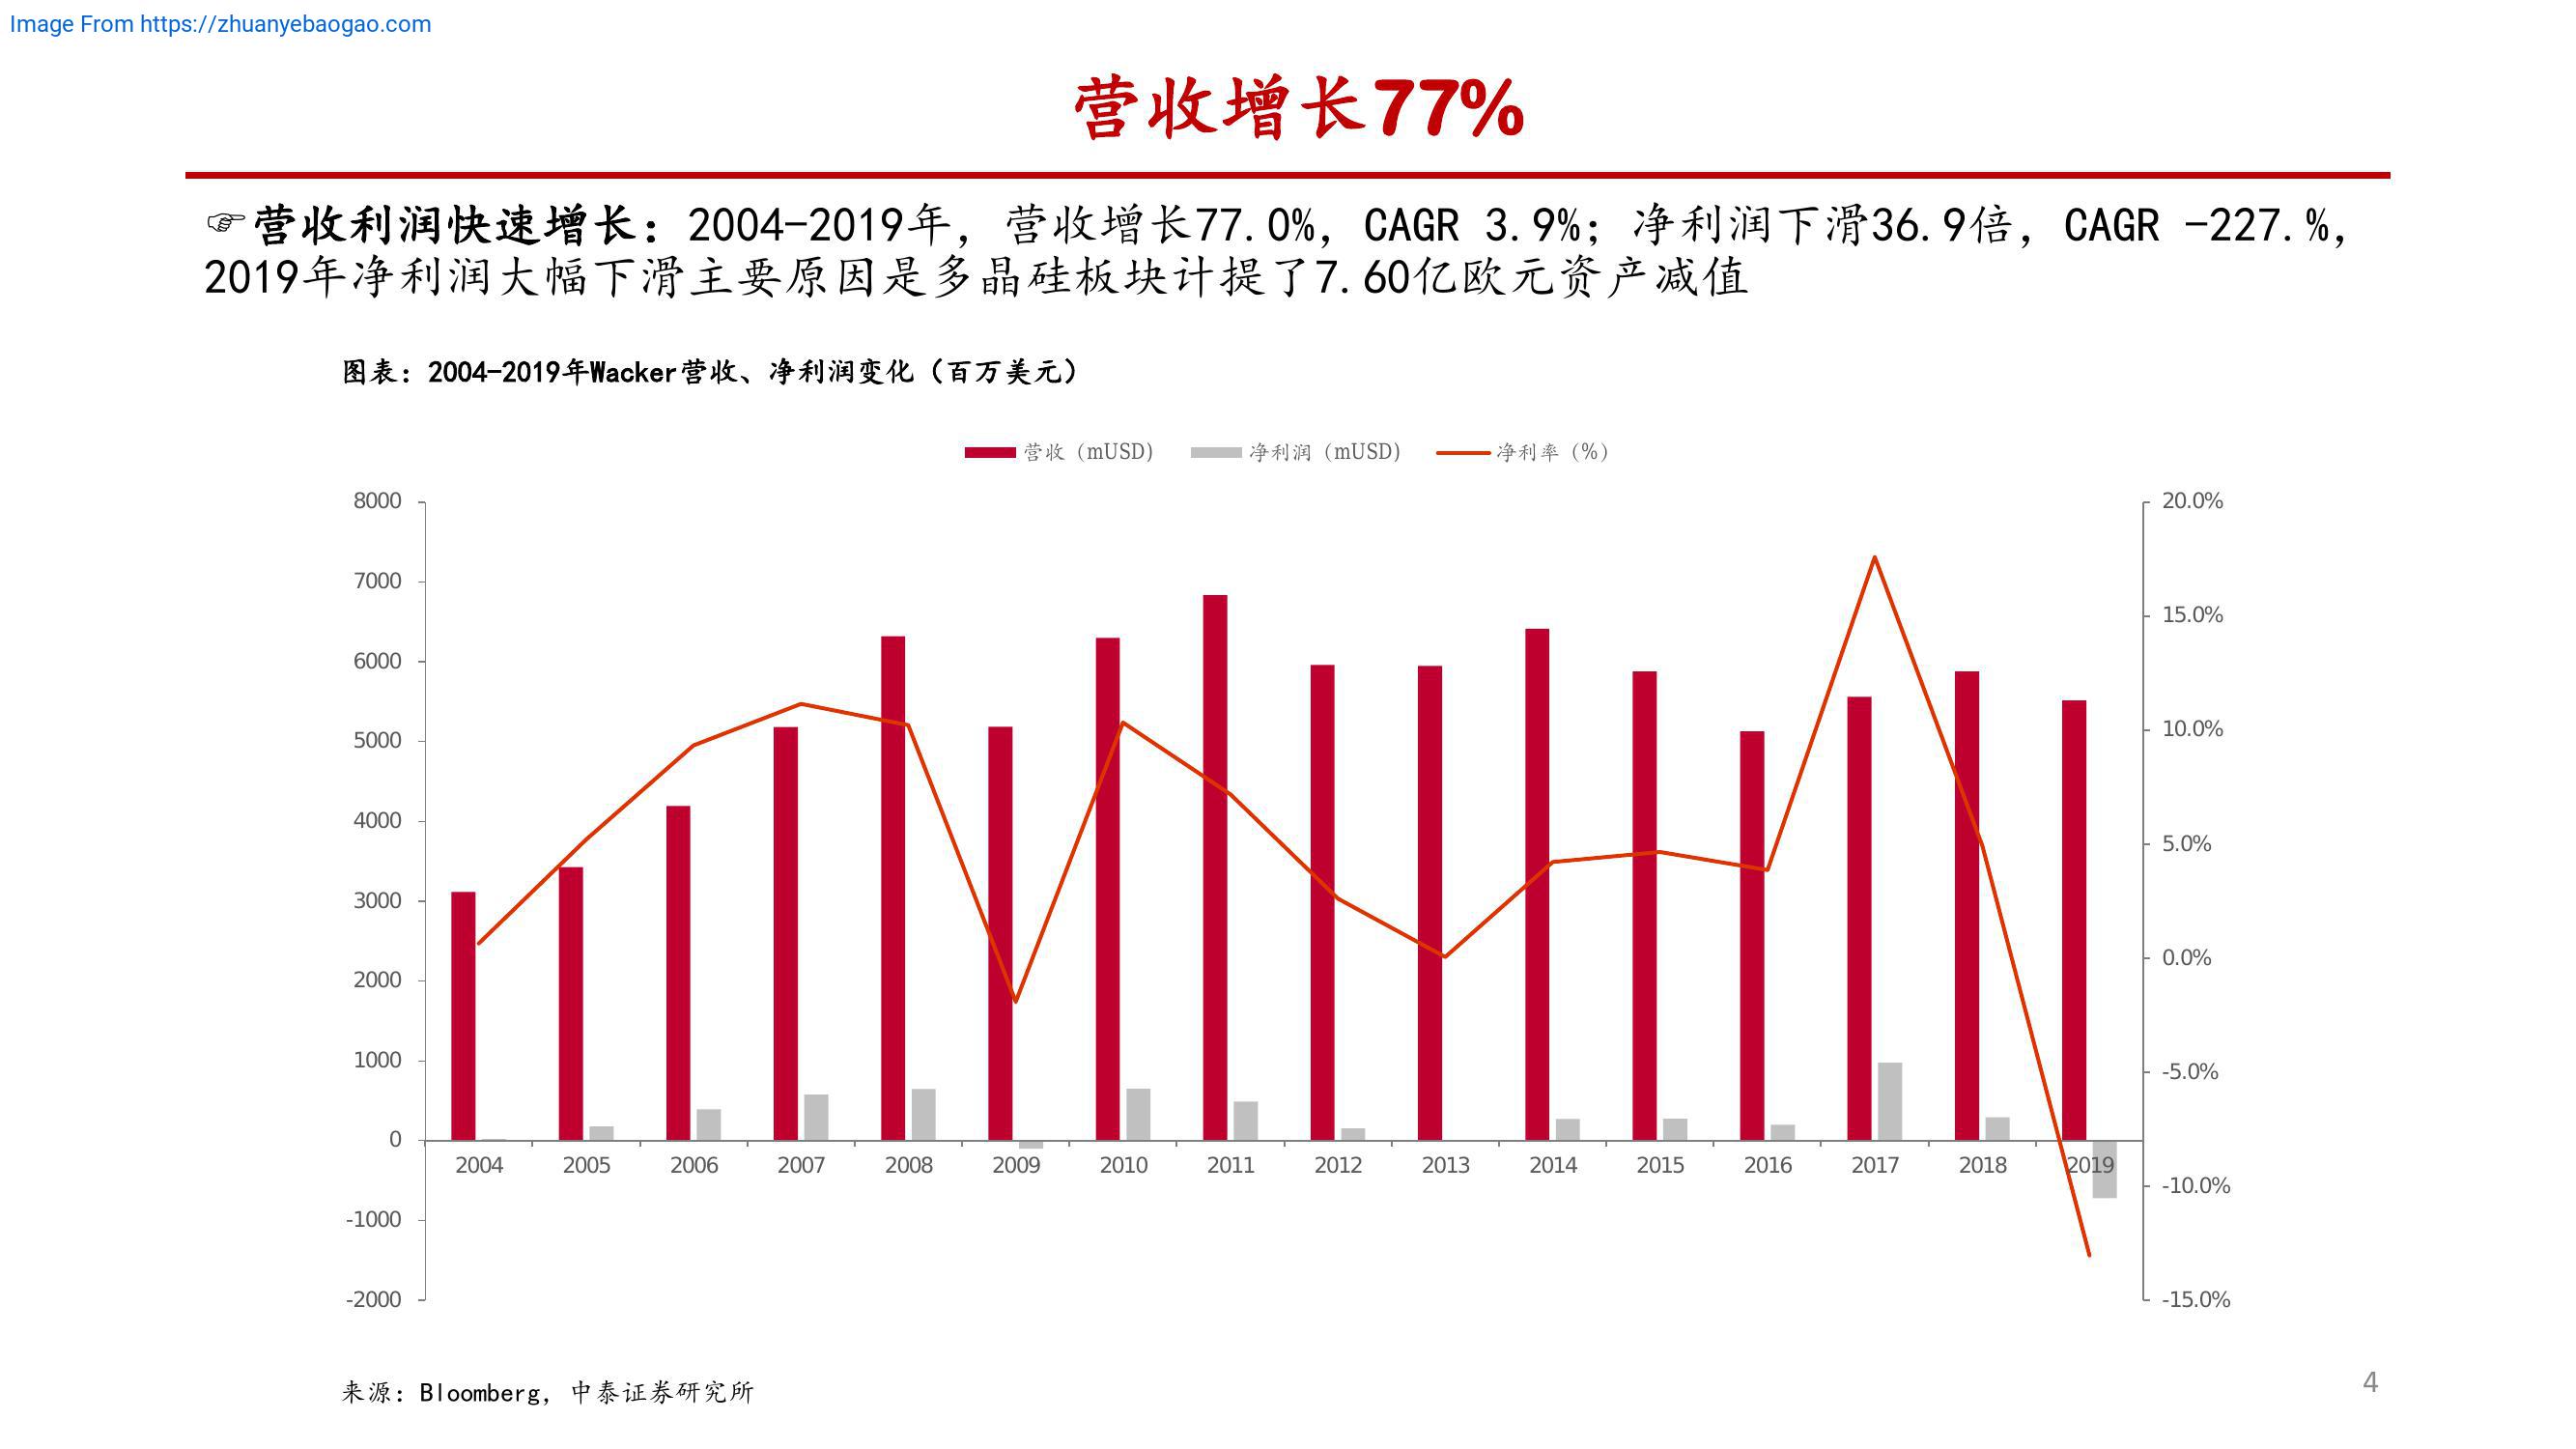 Image From https://zhuanyebaogao.com
营收增长77%
☞营收利润快速增长：2004-2019年，营收增长77.0%，CAGR 3.9%；净利润下滑36.9倍，CAGR -227.%，
2019年净利润大幅下滑主要原因是多晶硅板块计提了7.60亿欧元资产减值
图表：2004-2019年Wacker营收、净利润变化（百万美元）
营收（mUSD） 净利润（mUSD） 净利率（%）
8000
7000
6000
5000
4000
3000
2000
1000
0
-1000
-2000
20.0%
15.0%
10.0%
5.0%
0.0%
-5.0%
-10.0%
-15.0%
2004 2005 2006 2007 2008 2009 2010 2011 2012 2013 2014 2015 2016 2017 2018 2019
来源：Bloomberg，中泰证券研究所
4